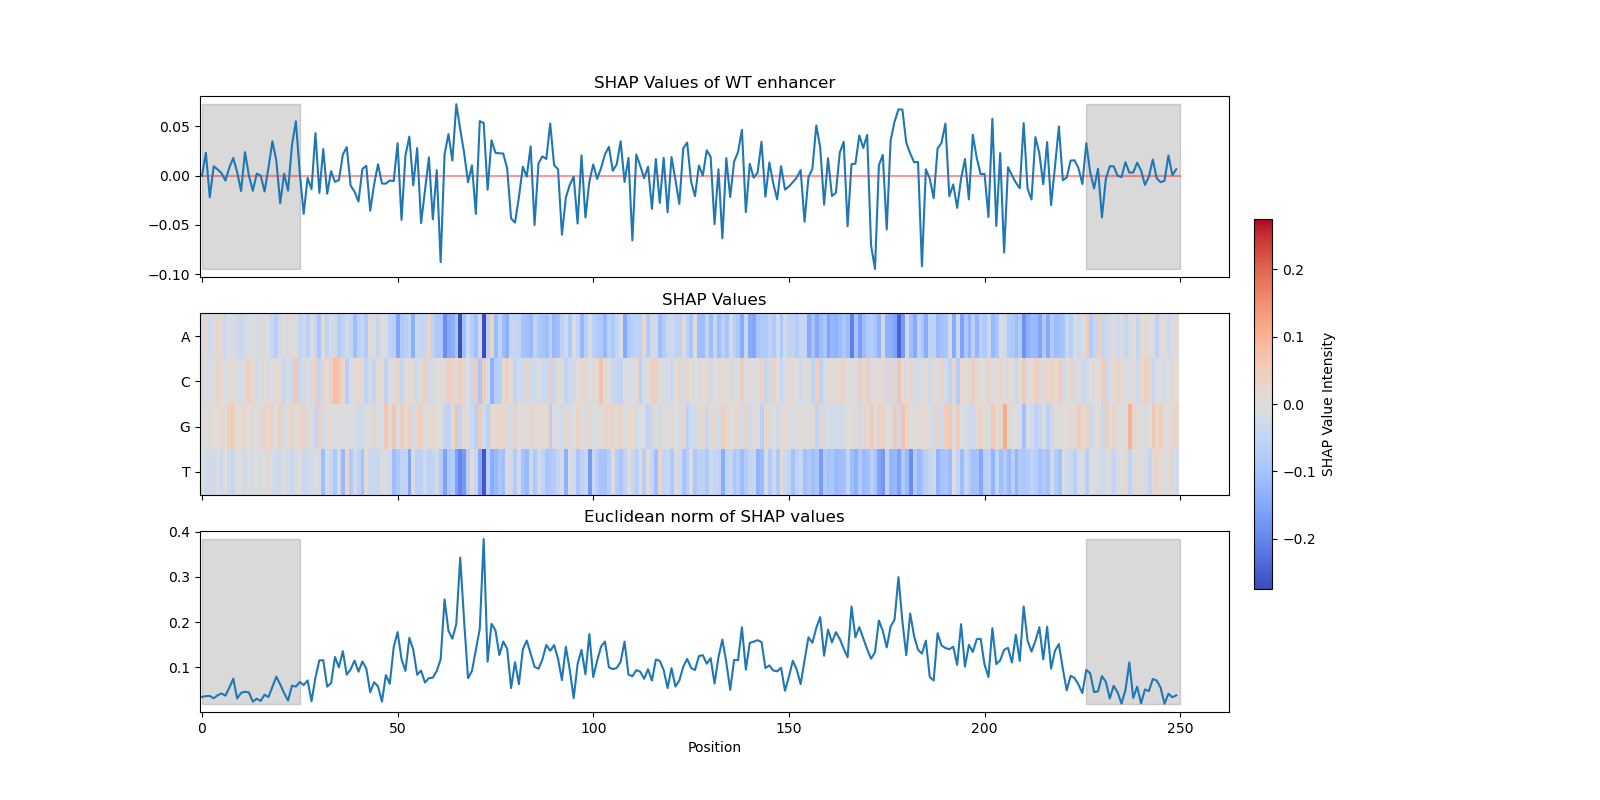 SHAP Values of WT enhancer
0.05
0.00
−0.05
−0.10
SHAP Values
A
C
G
T
Euclidean norm of SHAP values
0.4
0.3
0.2
0.1
0 50 100 150 200 250
Position
0.2
0.1
0.0
−0.1
−0.2
SHAP Value Intensity